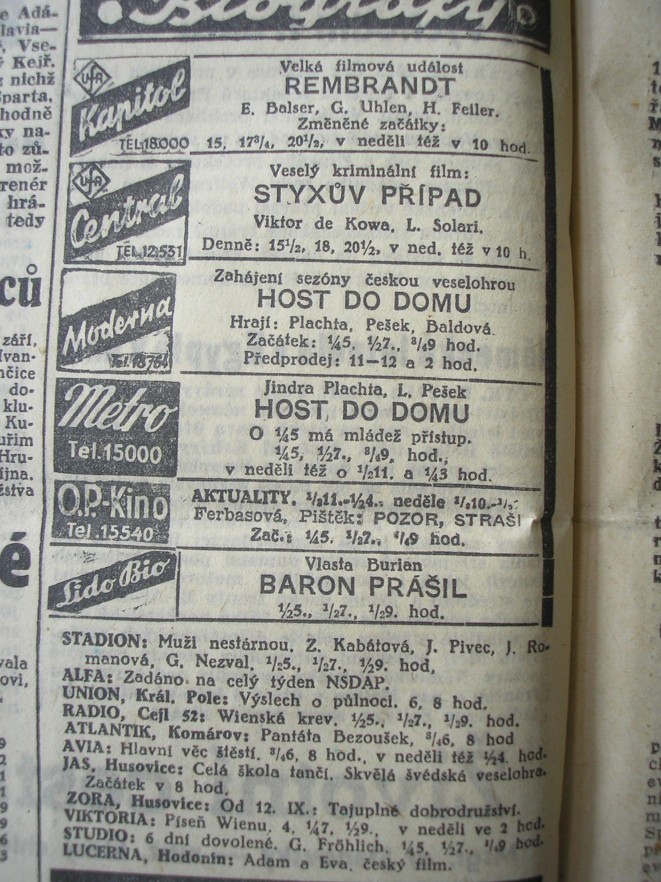 Biografy
Ufa Kapitol TEL. 18000
Velká filmová událost
REMBRANDT
E. Balser, G. Uhlen, H. Feiler.
Změněné začátky:
15, 17³/₄, 20¹/₂, v neděli též v 10 hod.
Ufa Central TEL. 12.531
Veselý kriminální film:
STYXŮV PŘÍPAD
Viktor de Kowa, L. Solari.
Denně: 15¹/₂, 18, 20¹/₂, v ned. též v 10 h.
Moderna
Zahájení sezóny českou veselohrou
HOST DO DOMU
Hrají: Plachta, Pešek, Baldová.
Začátek: ¼5, ½7., ¾9 hod.
Předprodej: 11–12 a 2 hod.
Metro
Tel. 15000
Jindra Plachta, L. Pešek
HOST DO DOMU
O ¼5 má mládež přístup.
¼5, ½7., ¾9. hod.,
v neděli též o ½11. a ¼3 hod.
O.P.-Kino
Tel. 15540
AKTUALITY, ½11.-¼4. neděle
Ferbasová, Pištěk: POZOR, STRAŠÍ
Zač.: ¼5. ½7., ¾9 hod.
Lido Bio
Vlasta Burian
BARON PRÁŠIL
½5., ½7., ½9. hod.
STADION: Muži nestárnou. Z. Kabátová, J. Pivec, J. Ro-
manová, G. Nezval. ½5., ½7., ½9. hod.
ALFA: Zadáno na celý týden NSDAP.
UNION, Král. Pole: Výslech o půlnoci. 6, 8 hod.
RADIO, Cejl 52: Wienská krev. ½5., ½7., ½9. hod.
ATLANTIK, Komárov: Pantáta Bezoušek, ¾6, 8 hod
AVIA: Hlavní věc štěstí. ¾6, 8 hod., v neděli též ¼4. hod.
JAS, Husovice: Celá škola tančí. Skvělá švédská veselohra.
Začátek v 8 hod.
ZORA, Husovice: Od 12. IX.: Tajuplné dobrodružství.
VIKTORIA: Píseň Wienu. 4, ¼7, ½9., v neděli ve 2 hod.
STUDIO: 6 dní dovolené. G. Fröhlich. ¼5, ½7., ¾9 hod.
LUCERNA, Hodonín: Adam a Eva, český film.